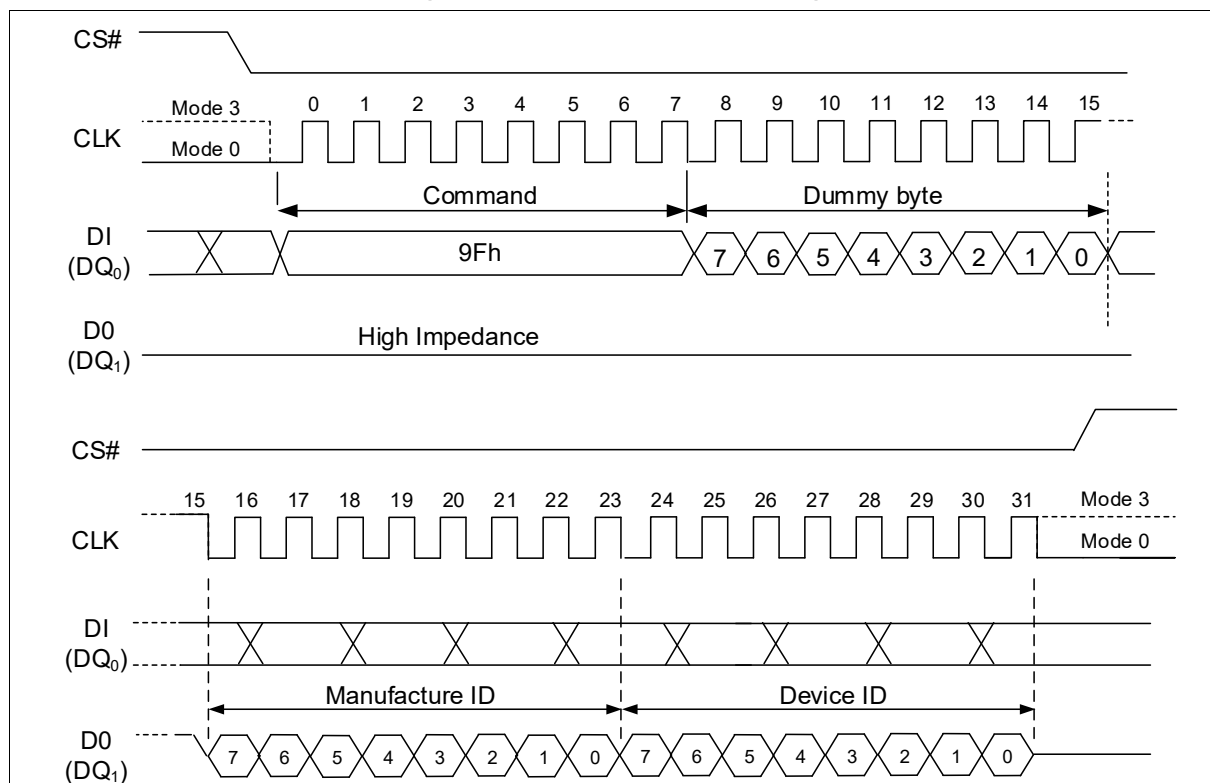 CS#
Mode 3
0 1 2 3 4 5 6 7 8 9 10 11 12 13 14 15
CLK
Mode 0
Command Dummy byte
DI
(DQ0)
9Fh
7 6 5 4 3 2 1 0
D0
(DQ1)
High Impedance
CS#
15 16 17 18 19 20 21 22 23 24 25 26 27 28 29 30 31
Mode 3
CLK
Mode 0
DI
(DQ0)
Manufacture ID Device ID
D0
(DQ1)
7 6 5 4 3 2 1 0 7 6 5 4 3 2 1 0